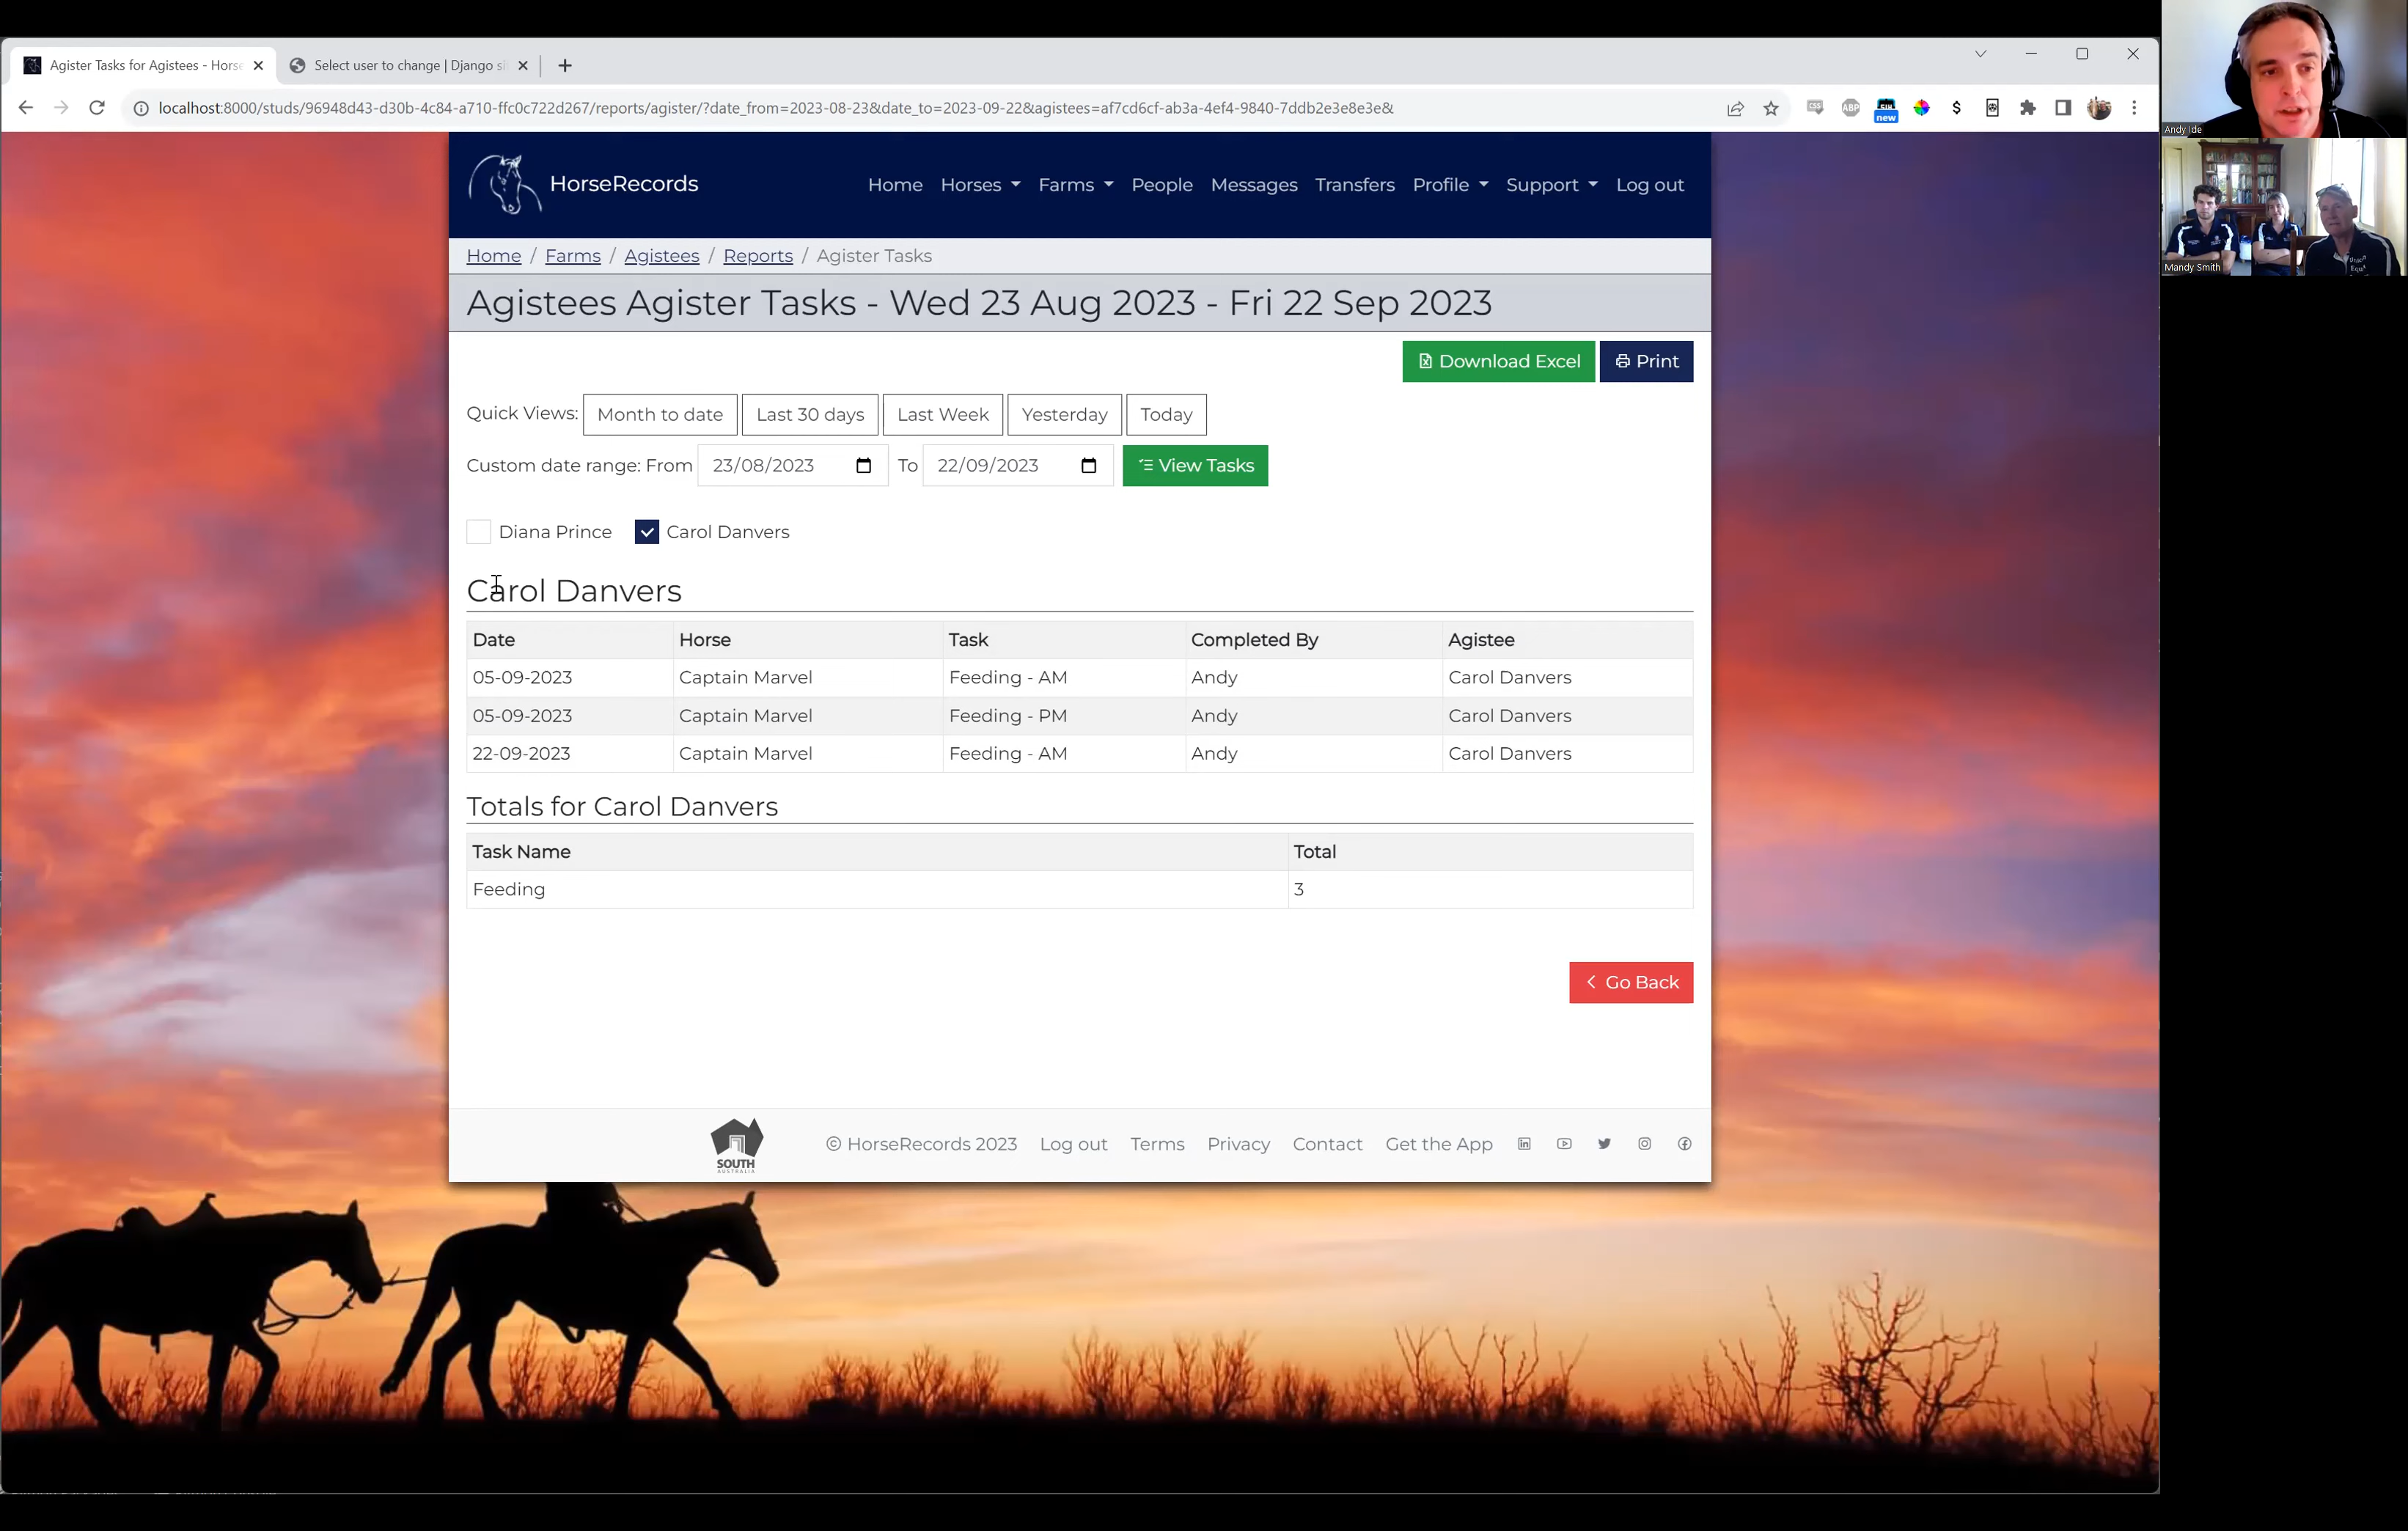 Agister Tasks for Agistees - Horse
Select user to change | Django si
localhost:8000/studs/96948d43-d30b-4c84-a710-ffc0c722d267/reports/agister/?date_from=2023-08-23&date_to=2023-09-22&agistees=af7cd6cf-ab3a-4ef4-9840-7ddb2e3e8e3e&
CSS
ABP
new
Andy Ide
HorseRecords
Home Horses Farms People Messages Transfers Profile Support Log out
Mandy Smith
Home / Farms / Agistees / Reports / Agister Tasks
Agistees Agister Tasks - Wed 23 Aug 2023 - Fri 22 Sep 2023
Download Excel Print
Quick Views: Month to date Last 30 days Last Week Yesterday Today
Custom date range: From 23/08/2023 To 22/09/2023 View Tasks
Diana Prince Carol Danvers
Carol Danvers
Date Horse Task Completed By Agistee
05-09-2023 Captain Marvel Feeding - AM Andy Carol Danvers
05-09-2023 Captain Marvel Feeding - PM Andy Carol Danvers
22-09-2023 Captain Marvel Feeding - AM Andy Carol Danvers
Totals for Carol Danvers
Task Name Total
Feeding 3
Go Back
SOUTH
AUSTRALIA
© HorseRecords 2023 Log out Terms Privacy Contact Get the App